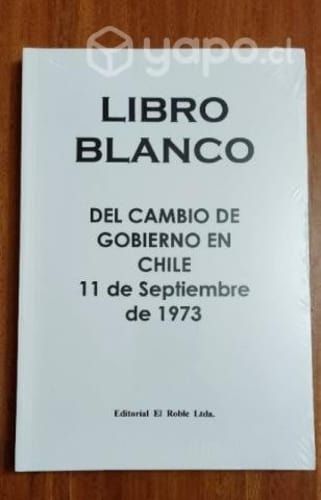 yapo.cl
LIBRO
BLANCO
DEL CAMBIO DE
GOBIERNO EN
CHILE
11 de Septiembre
de 1973
Editorial El Roble Ltda.